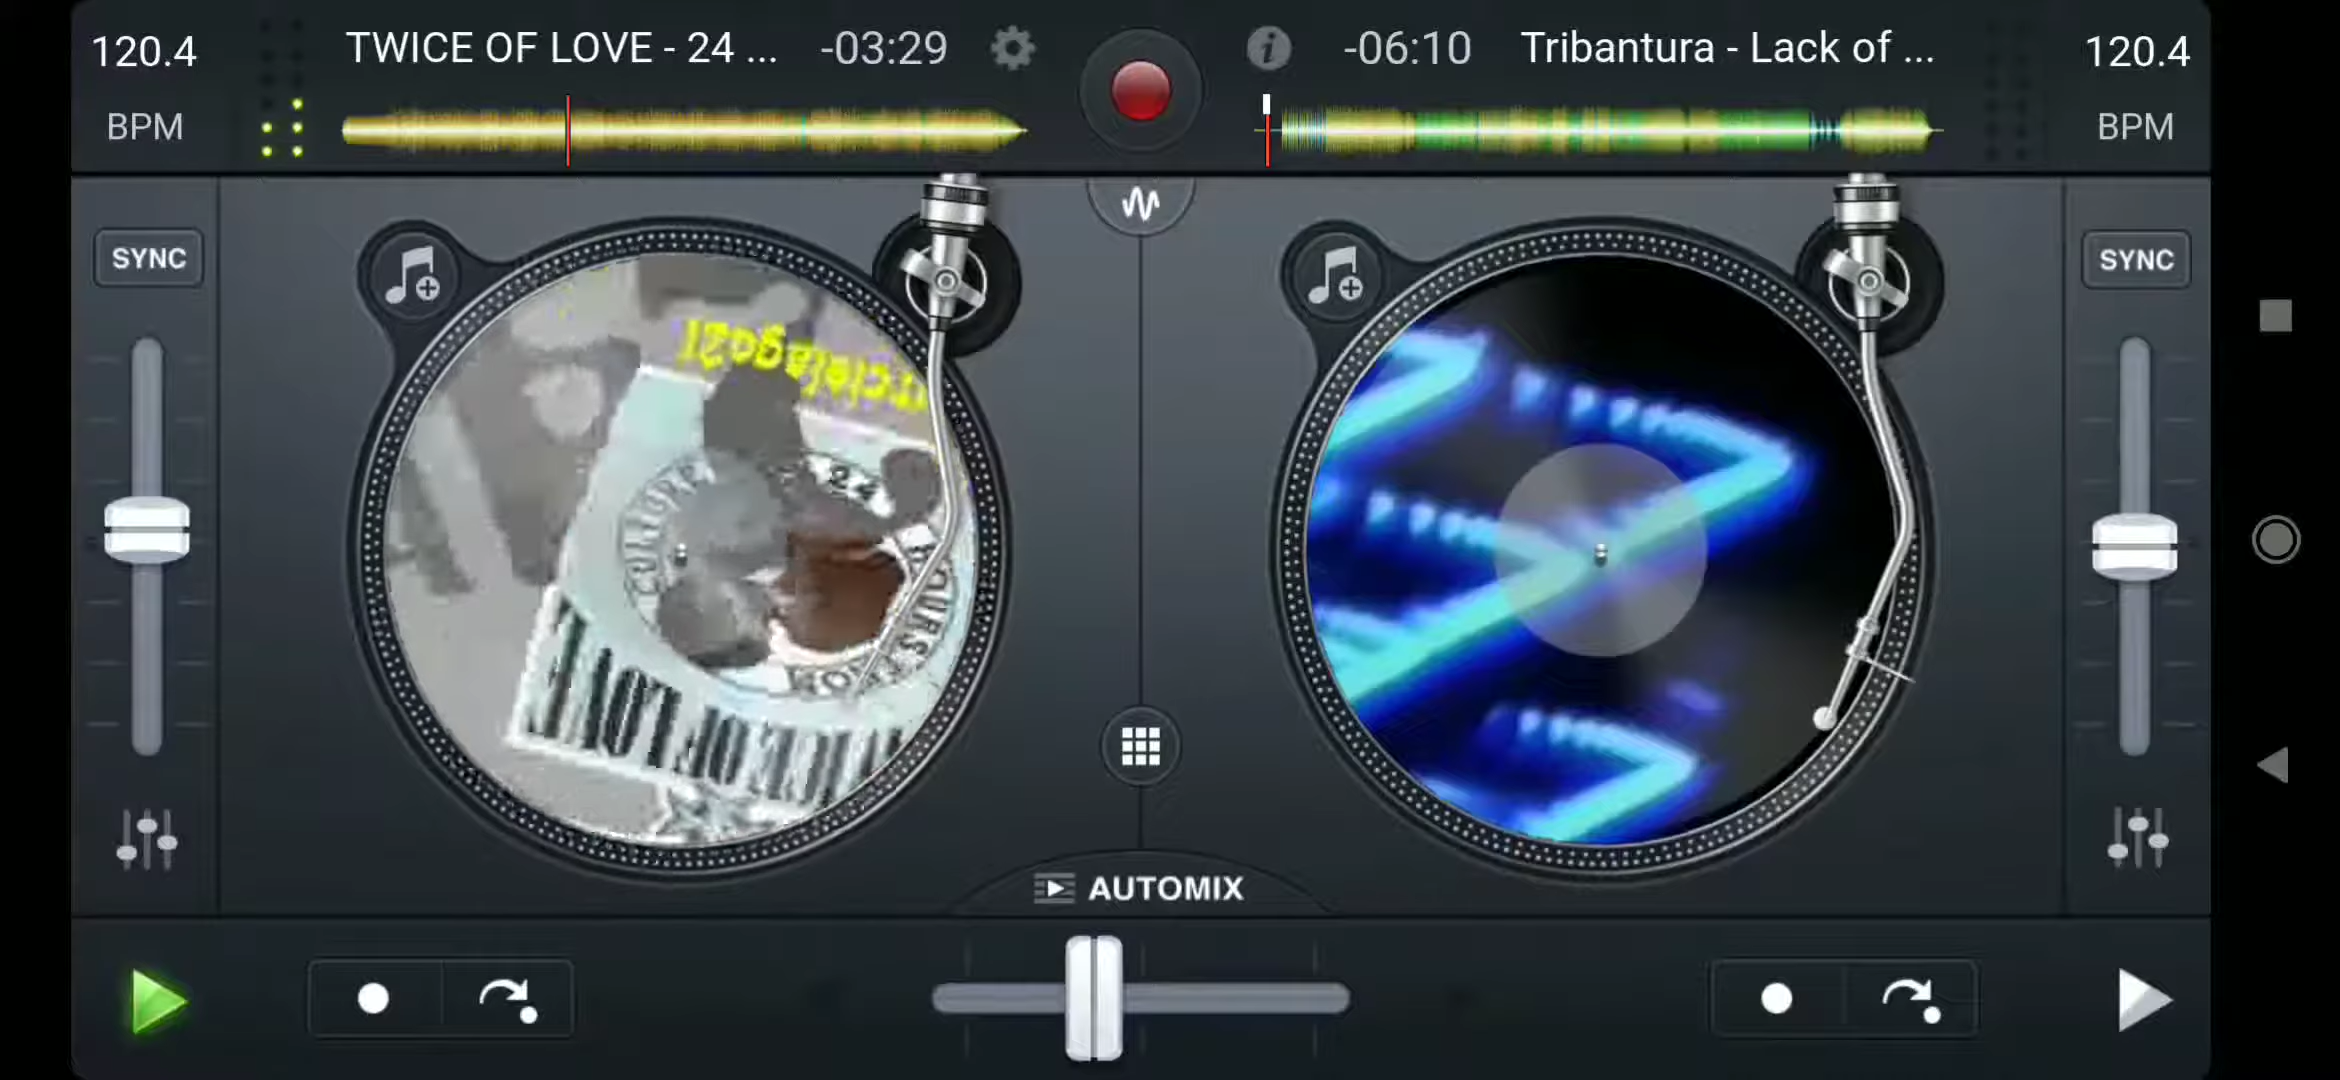 120.4
BPM
TWICE OF LOVE - 24 ...
-03:29
-06:10
Tribantura - Lack of ...
120.4
BPM
SYNC
SYNC
24
AUTOMIX